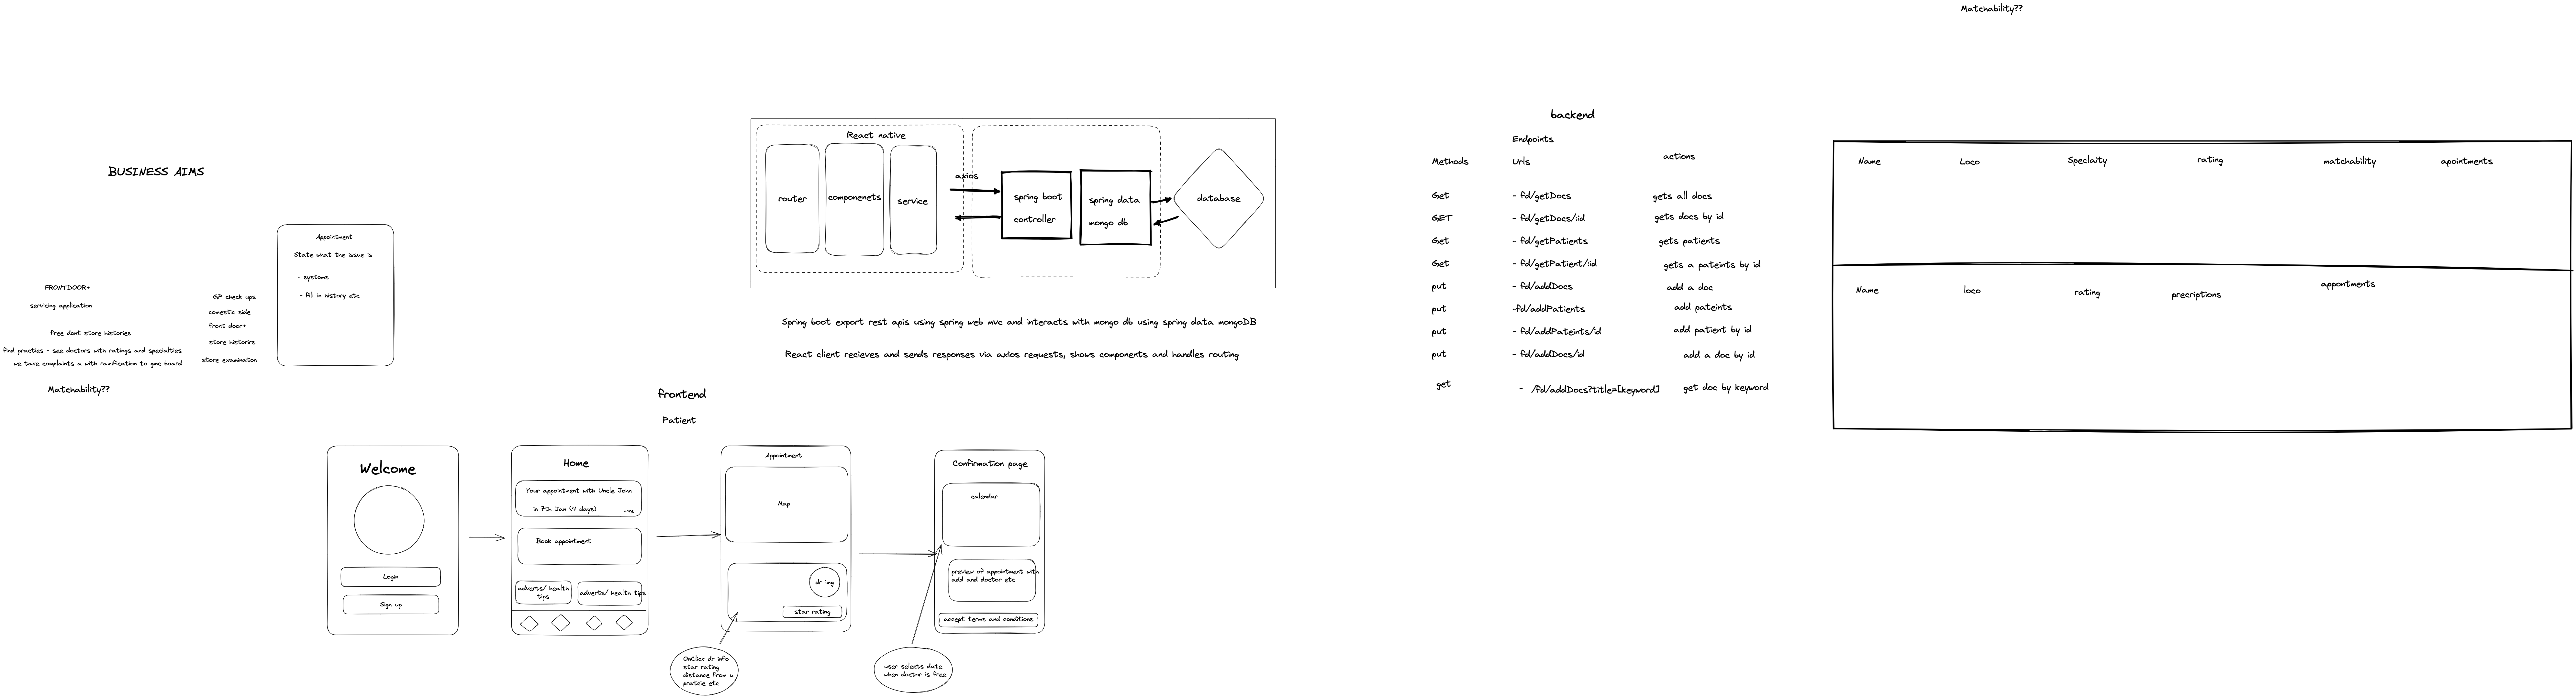 Matchability??
BUSINESS AIMS
Appointment
State what the issue is
- systoms
- fill in history etc
FRONTDOOR+
servicing application
free dont store histories
find practies - see doctors with ratings and specialties
we take complaints a with ramification to gmc board
Matchability??
GP check ups
comestic side
front door+
store historirs
store examinaton
React native
router
componenets
service
axios
spring boot
controller
spring data
mongo db
database
Spring boot export rest apis using spring web mvc and interacts with mongo db using spring data mongoDB
React client recieves and sends responses via axios requests, shows components and handles routing
frontend
Patient
Welcome
Login
Sign up
Home
Your appointment with Uncle John
in 7th Jan (4 days)
more
Book appointment
adverts/ health
tips
adverts/ health tips
Appointment
Map
dr img
star rating
OnClick dr info
star rating
distance from u
pratcie etc
Confirmation page
calendar
preview of appointment with
add and doctor etc
accept terms and conditions
user selects date
when doctor is free
backend
Endpoints
Methods Urls actions
Get - fd/getDocs gets all docs
GET - fd/getDocs/:id gets docs by id
Get - fd/getPatients gets patients
Get - fd/getPatient/:id gets a pateints by id
put - fd/addDocs add a doc
put -fd/addPatients add pateints
put - fd/addPateints/:id add patient by id
put - fd/addDocs/:id add a doc by id
get - /fd/addDocs?title=[keyword] get doc by keyword
Name Loco Speclaity rating matchability apointments
Name loco rating precriptions appontments